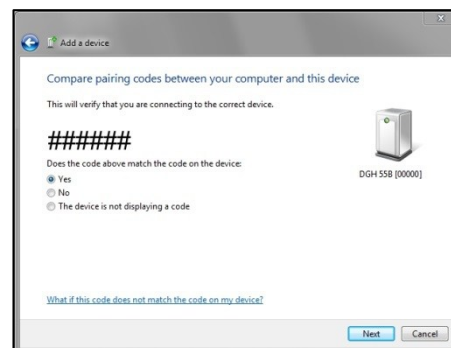 x
Add a device
Compare pairing codes between your computer and this device
This will verify that you are connecting to the correct device.
######
Does the code above match the code on the device:
Yes
No
The device is not displaying a code
DGH 55B [00000]
What if this code does not match the code on my device?
Next
Cancel